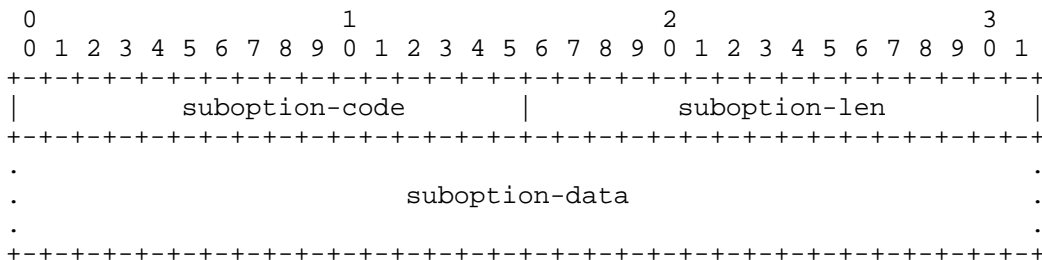 0                   1                   2                   3
 0 1 2 3 4 5 6 7 8 9 0 1 2 3 4 5 6 7 8 9 0 1 2 3 4 5 6 7 8 9 0 1
+-+-+-+-+-+-+-+-+-+-+-+-+-+-+-+-+-+-+-+-+-+-+-+-+-+-+-+-+-+-+-+-+
|          suboption-code       |         suboption-len         |
+-+-+-+-+-+-+-+-+-+-+-+-+-+-+-+-+-+-+-+-+-+-+-+-+-+-+-+-+-+-+-+-+
.                                                               .
.                        suboption-data                         .
.                                                               .
+-+-+-+-+-+-+-+-+-+-+-+-+-+-+-+-+-+-+-+-+-+-+-+-+-+-+-+-+-+-+-+-+